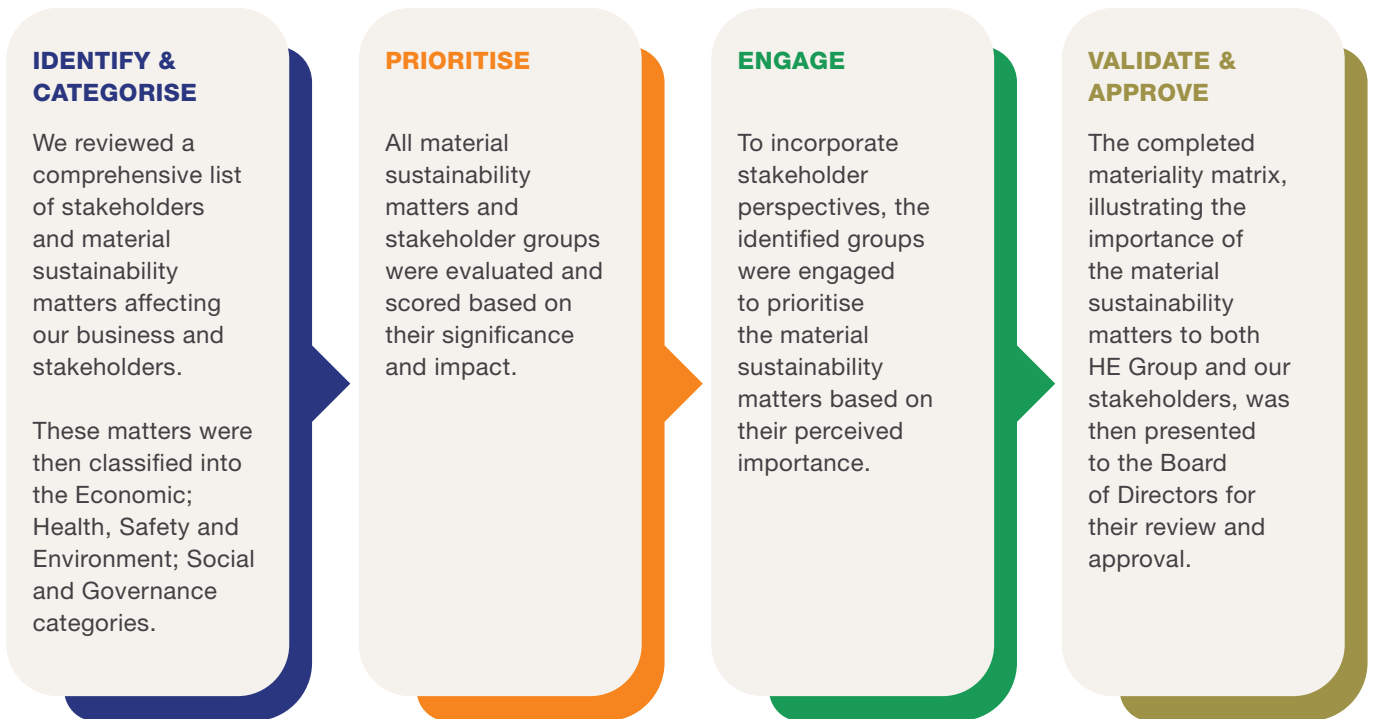 IDENTIFY &
CATEGORISE
We reviewed a
comprehensive list
of stakeholders
and material
sustainability
matters affecting
our business and
stakeholders.
These matters were
then classified into
the Economic;
Health, Safety and
Environment; Social
and Governance
categories.
PRIORITISE
All material
sustainability
matters and
stakeholder groups
were evaluated and
scored based on
their significance
and impact.
ENGAGE
To incorporate
stakeholder
perspectives, the
identified groups
were engaged
to prioritise
the material
sustainability
matters based on
their perceived
importance.
VALIDATE &
APPROVE
The completed
materiality matrix,
illustrating the
importance of
the material
sustainability
matters to both
HE Group and our
stakeholders, was
then presented
to the Board
of Directors for
their review and
approval.